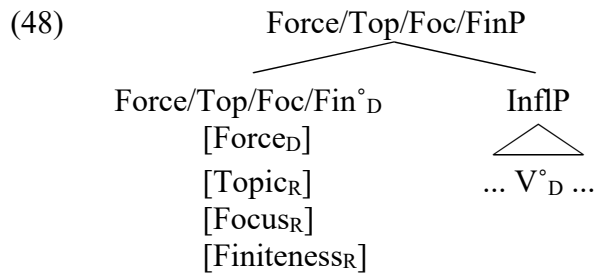 (48) Force/Top/Foc/FinP
Force/Top/Foc/Fin°D InflP
[ForceD]
[TopicR] ... V°D ...
[FocusR]
[FinitenessR]